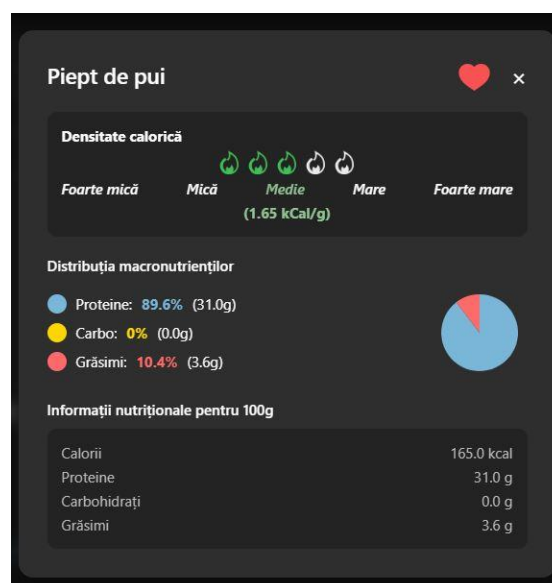 Piept de pui ×
Densitate calorică
Foarte mică Mică Medie Mare Foarte mare
(1.65 kCal/g)
Distribuția macronutrienților
Proteine: 89.6% (31.0g)
Carbo: 0% (0.0g)
Grăsimi: 10.4% (3.6g)
Informații nutriționale pentru 100g
Calorii 165.0 kcal
Proteine 31.0 g
Carbohidrați 0.0 g
Grăsimi 3.6 g